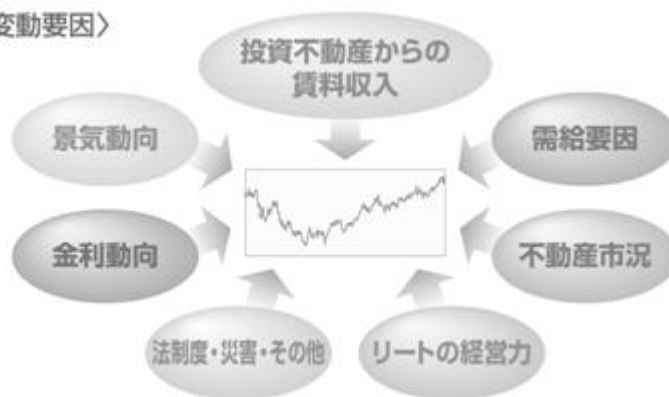 変動要因〉
投資不動産からの
賃料収入
景気動向
需給要因
金利動向
不動産市況
法制度・災害・その他
リートの経営力